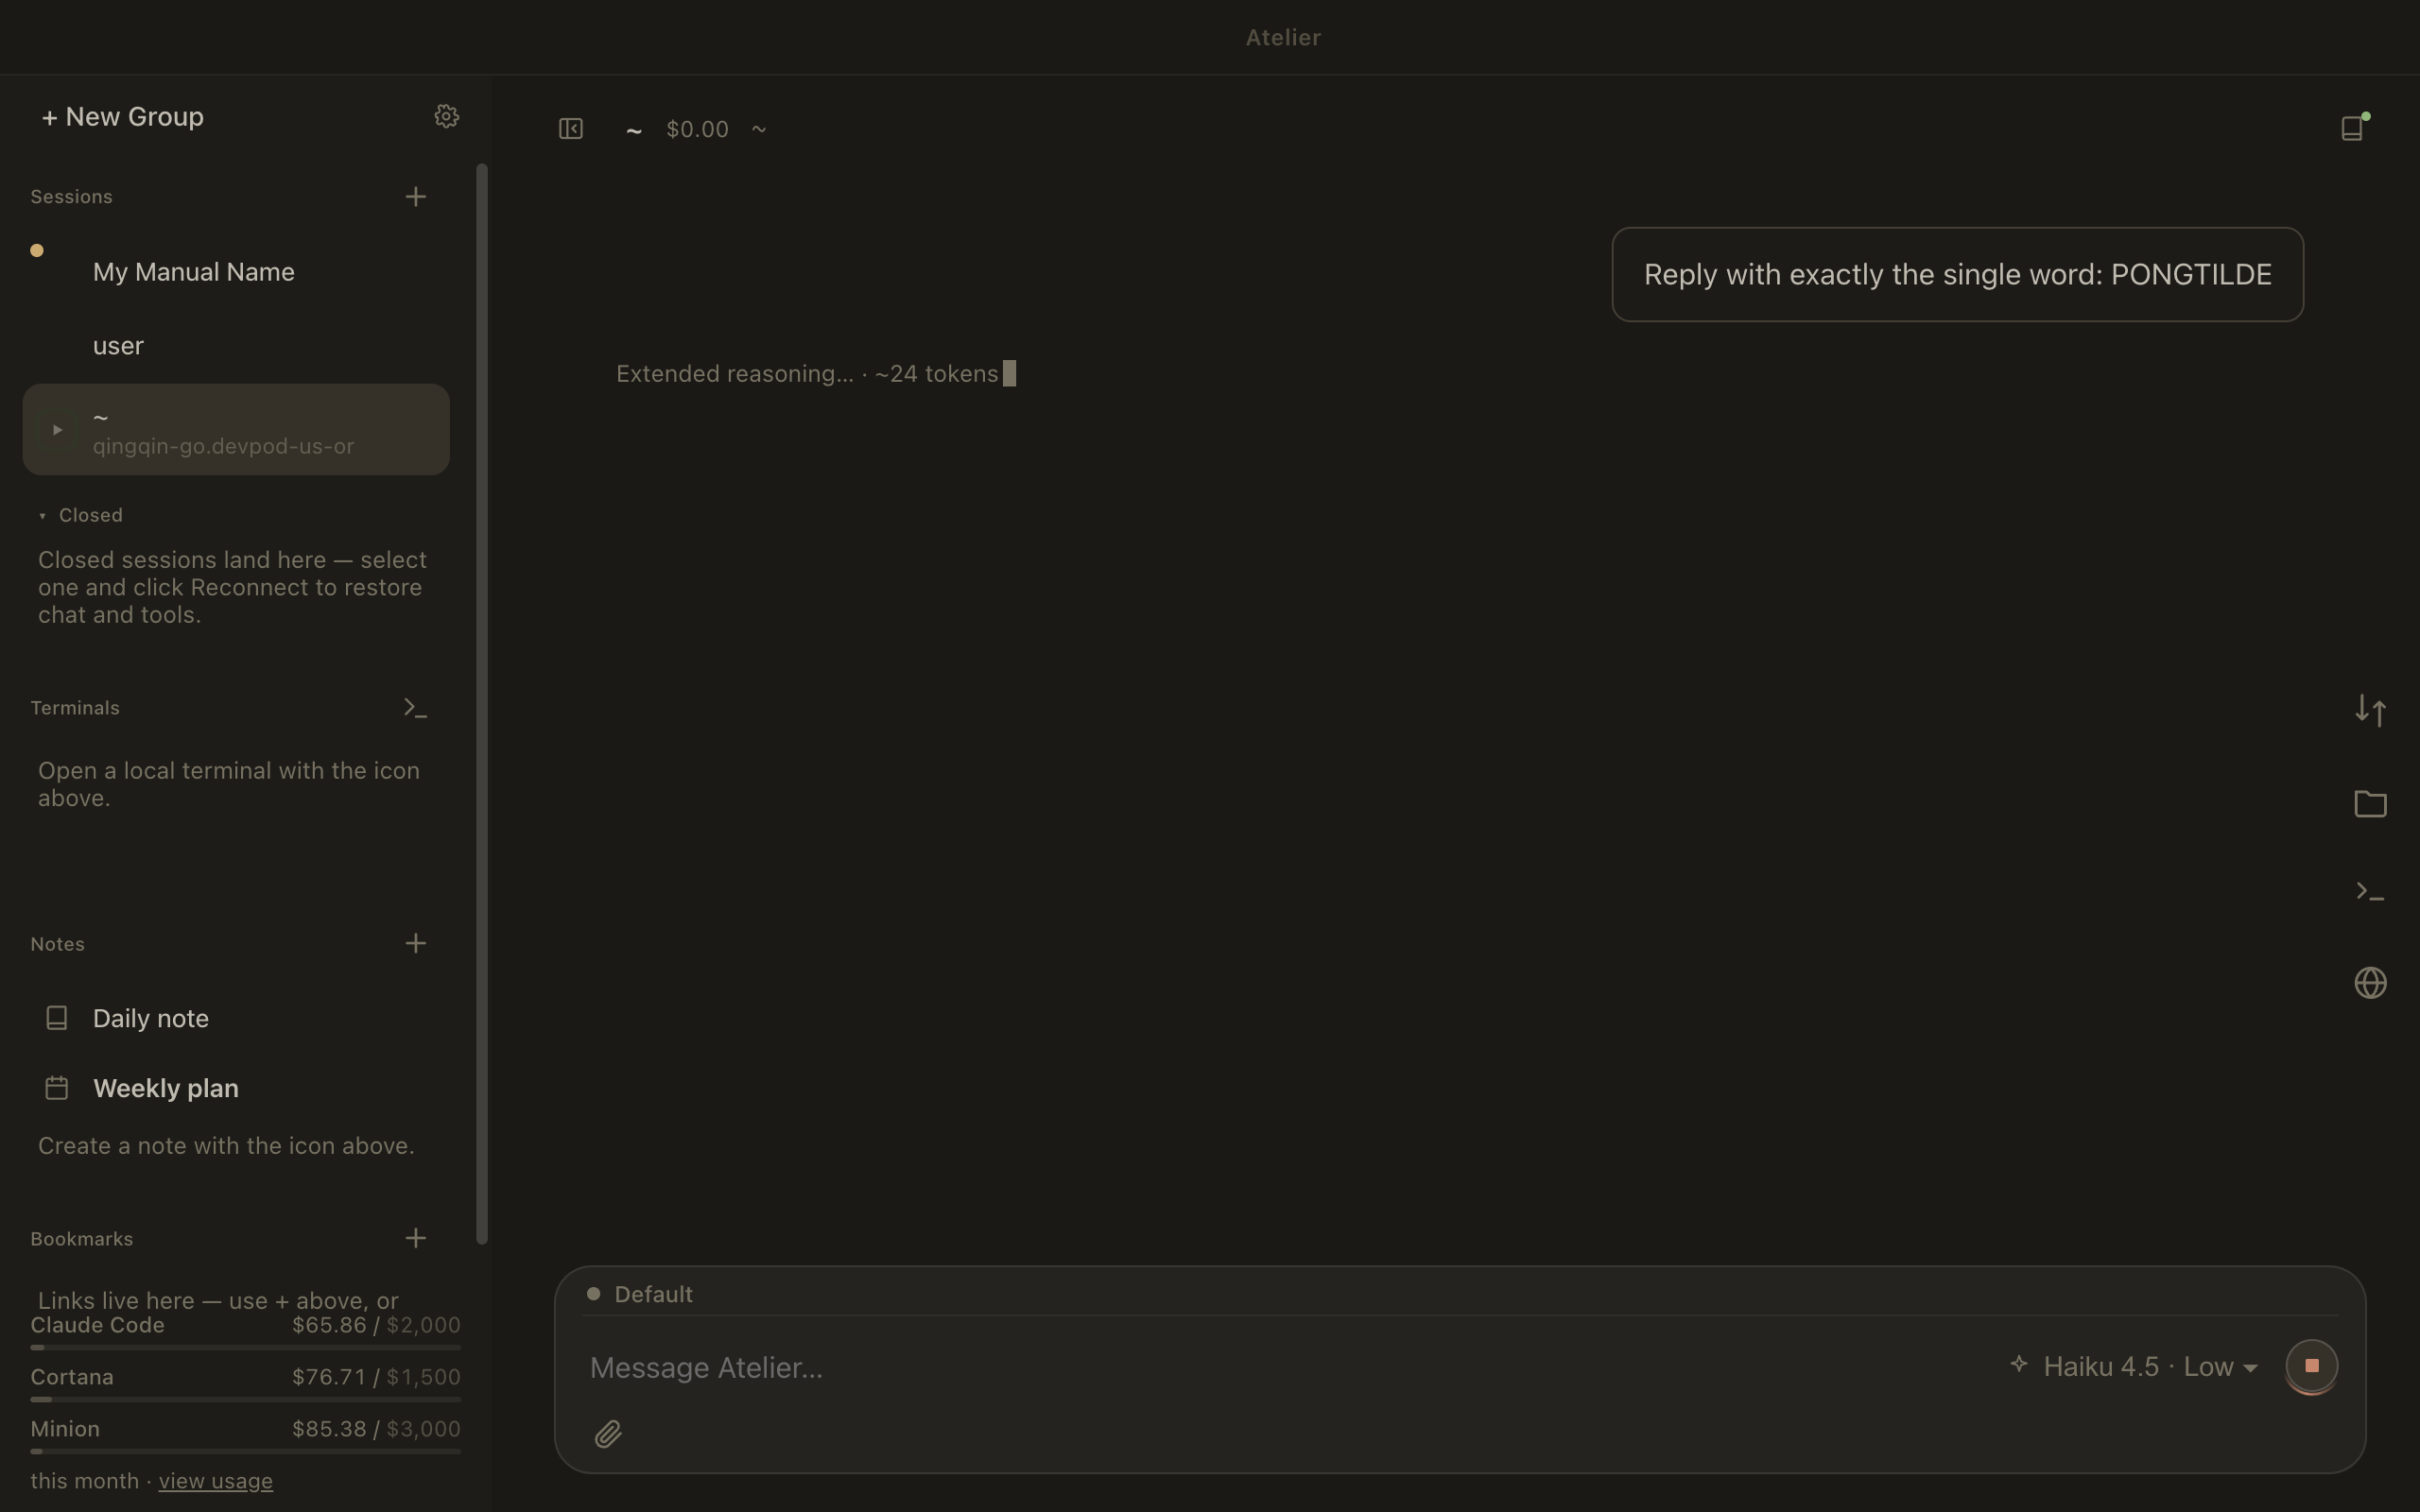 Atelier
+ New Group
Sessions
My Manual Name
user
~
qingqin-go.devpod-us-or
Closed
Closed sessions land here — select
one and click Reconnect to restore
chat and tools.
Terminals
Open a local terminal with the icon
above.
Notes
Daily note
Weekly plan
Create a note with the icon above.
Bookmarks
Links live here — use + above, or
Claude Code $65.86 / $2,000
Cortana $76.71 / $1,500
Minion $85.38 / $3,000
this month · view usage
~ $0.00 ~
Reply with exactly the single word: PONGTILDE
Extended reasoning... · ~24 tokens
Default
Message Atelier...
Haiku 4.5 · Low